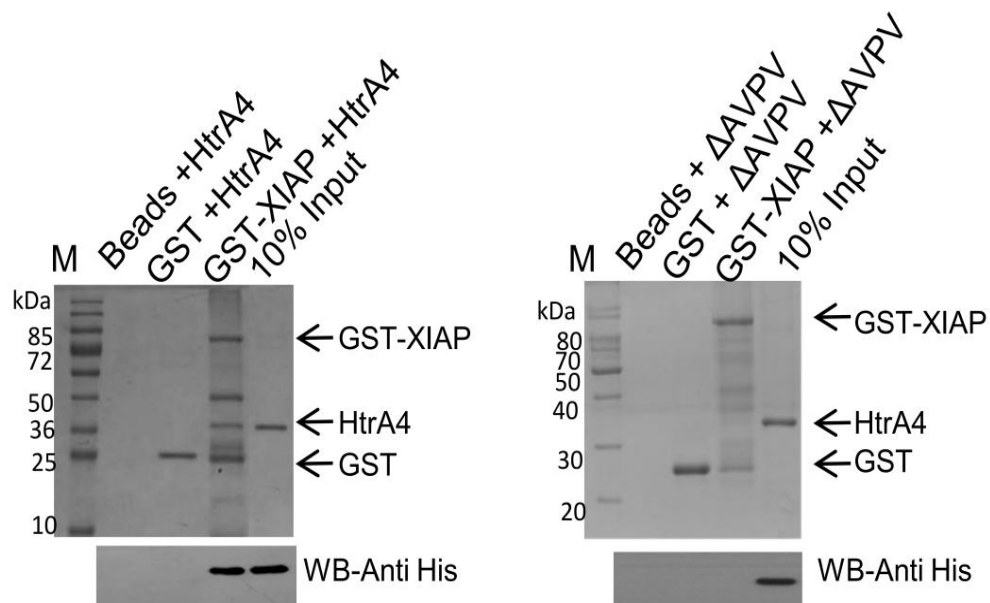 M Beads +HtrA4 GST +HtrA4 GST-XIAP +HtrA4 10% Input
kDa
85
72
50
36
25
10
GST-XIAP
HtrA4
GST
WB-Anti His
M Beads + ΔAVPV GST + ΔAVPV GST-XIAP +ΔAVPV 10% Input
kDa
80
70
50
40
30
20
GST-XIAP
HtrA4
GST
WB-Anti His